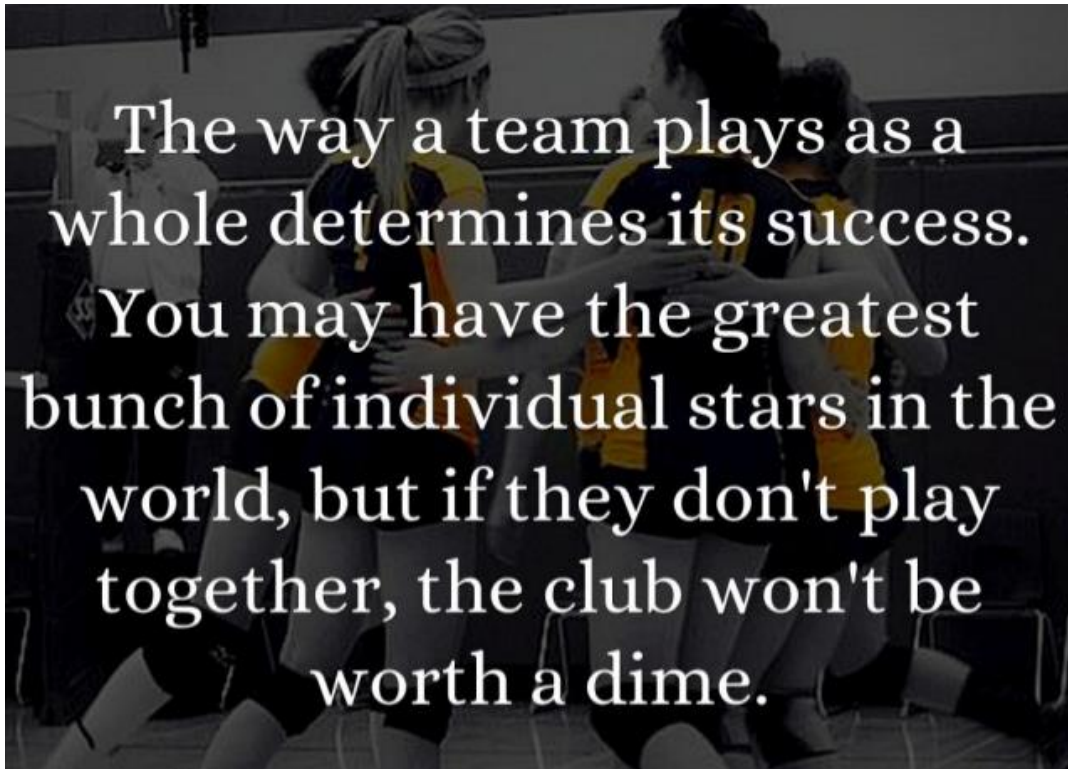 The way a team plays as a
whole determines its success.
You may have the greatest
bunch of individual stars in the
world, but if they don't play
together, the club won't be
worth a dime.